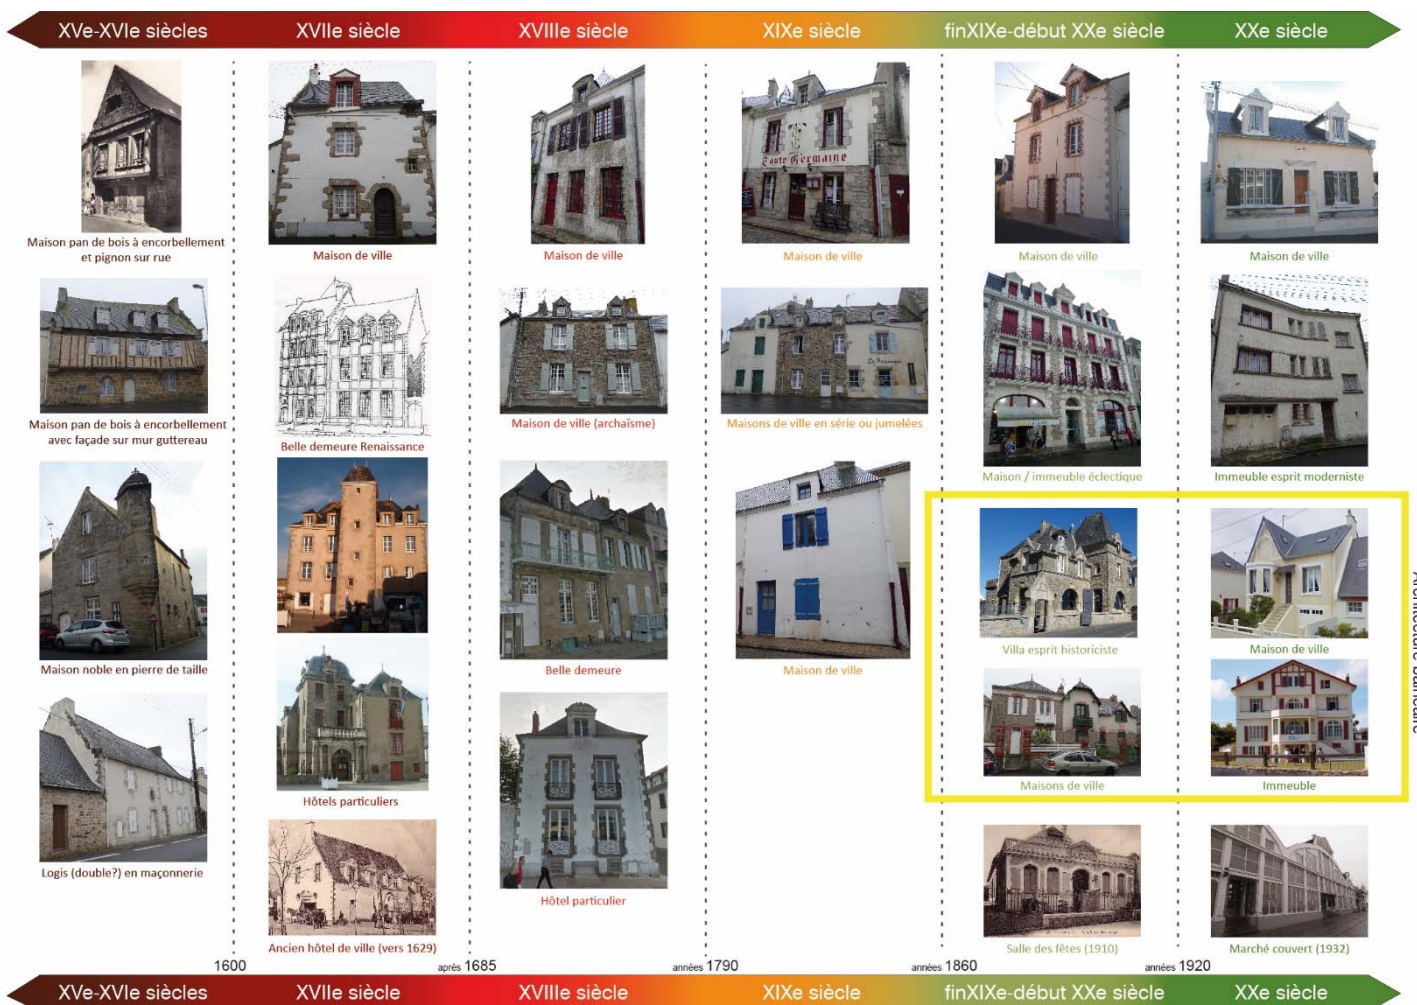 XVe-XVIe siècles
XVIIe siècle
XVIIIe siècle
XIXe siècle
finXIXe-début XXe siècle
XXe siècle
Maison pan de bois à encorbellement
et pignon sur rue
Maison de ville
Maison de ville
Toute Germaine
Maison de ville
Maison de ville
Maison de ville
Maison pan de bois à encorbellement
avec façade sur mur guttereau
Belle demeure Renaissance
Maison de ville (archaïsme)
Maisons de ville en série ou jumelées
Maison / immeuble éclectique
Immeuble esprit moderniste
Maison noble en pierre de taille
Belle demeure
Maison de ville
Villa esprit historiciste
Maison de ville
Logis (double?) en maçonnerie
Hôtels particuliers
Hôtel particulier
Maisons de ville
Immeuble
Architecture balnéaire
Ancien hôtel de ville (vers 1629)
Salle des fêtes (1910)
Marché couvert (1932)
1600
après 1685
années 1790
années 1860
années 1920
XVe-XVIe siècles
XVIIe siècle
XVIIIe siècle
XIXe siècle
finXIXe-début XXe siècle
XXe siècle